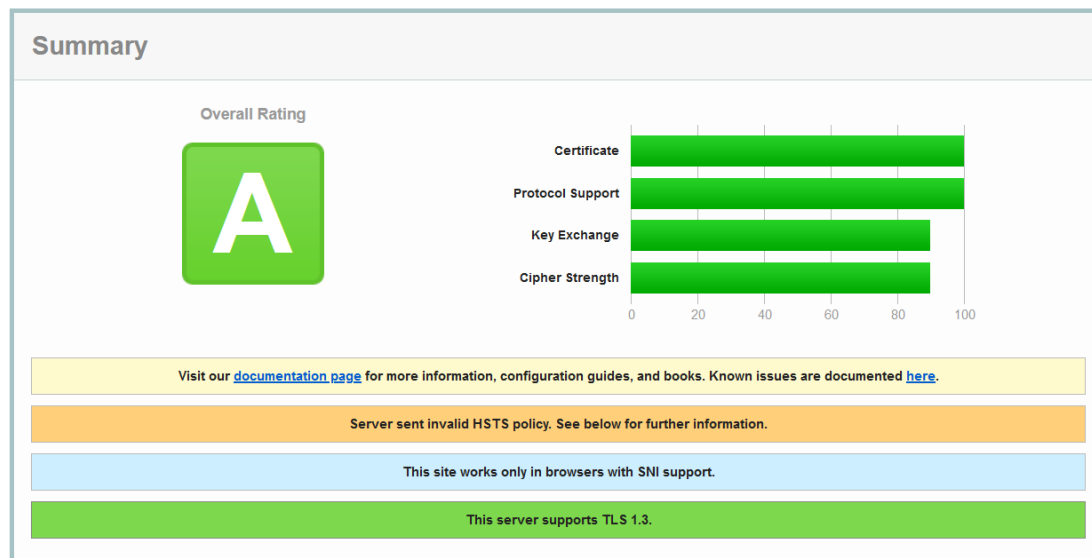 Summary
Overall Rating
A
Certificate
Protocol Support
Key Exchange
Cipher Strength
0 20 40 60 80 100
Visit our documentation page for more information, configuration guides, and books. Known issues are documented here.
Server sent invalid HSTS policy. See below for further information.
This site works only in browsers with SNI support.
This server supports TLS 1.3.